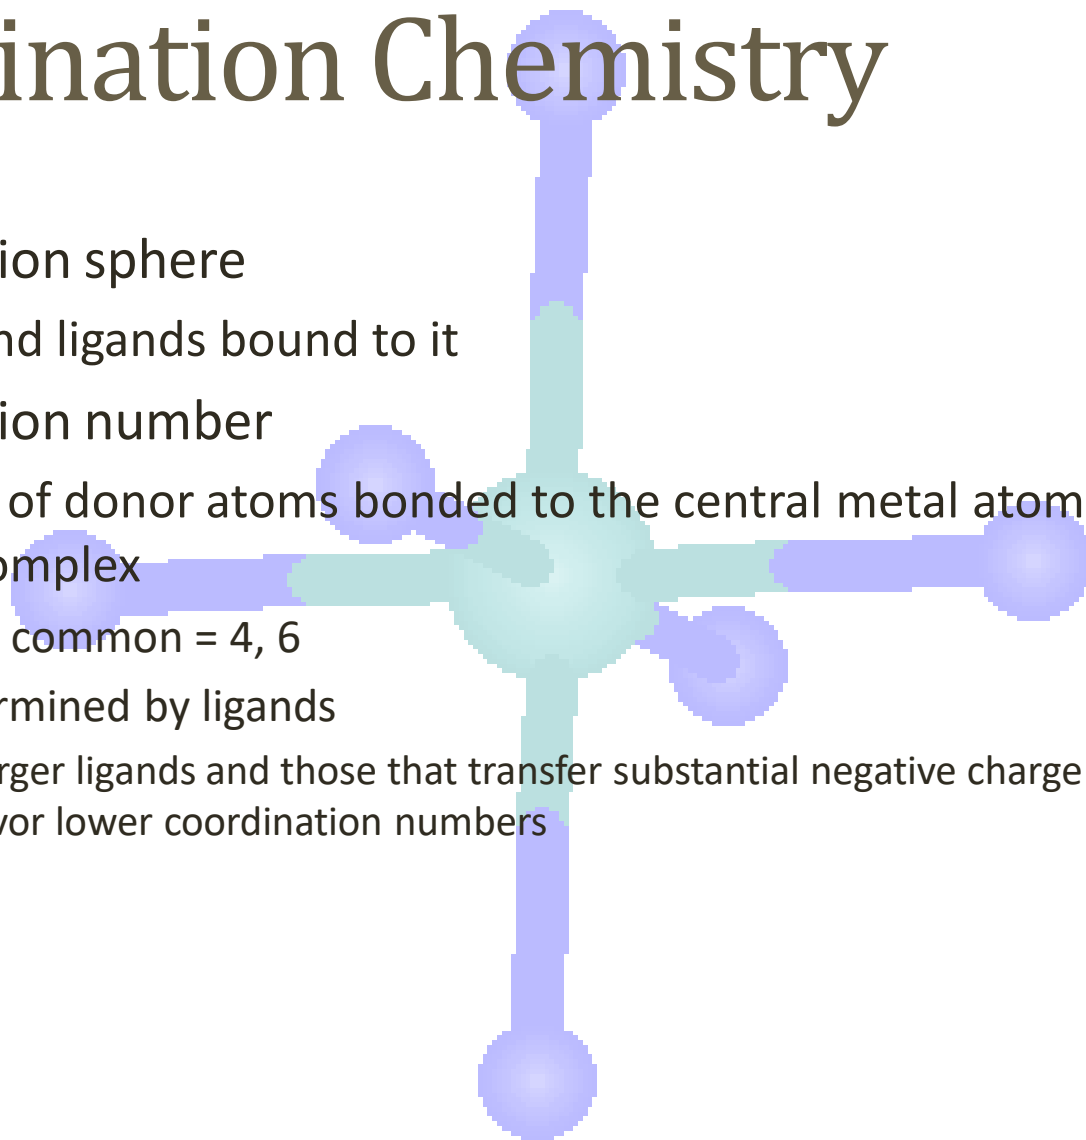 ination Chemistry
ion sphere
nd ligands bound to it
ion number
of donor atoms bonded to the central metal atom
omplex
common = 4, 6
rmined by ligands
rger ligands and those that transfer substantial negative charge
vor lower coordination numbers